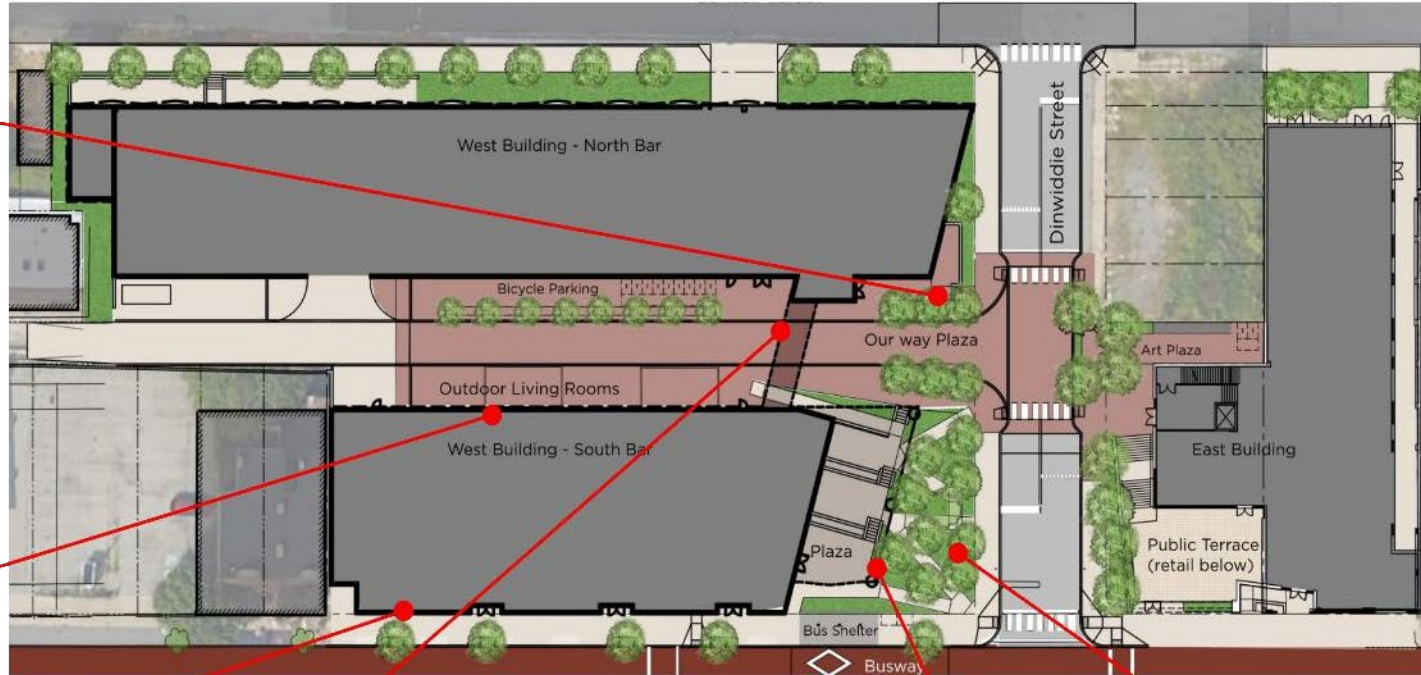 West Building - North Bar
Dinwiddie Street
Bicycle Parking
Our way Plaza
Art Plaza
Outdoor Living Rooms
West Building - South Bar
East Building
Plaza
Public Terrace
(retail below)
Bus Shelter
Busway